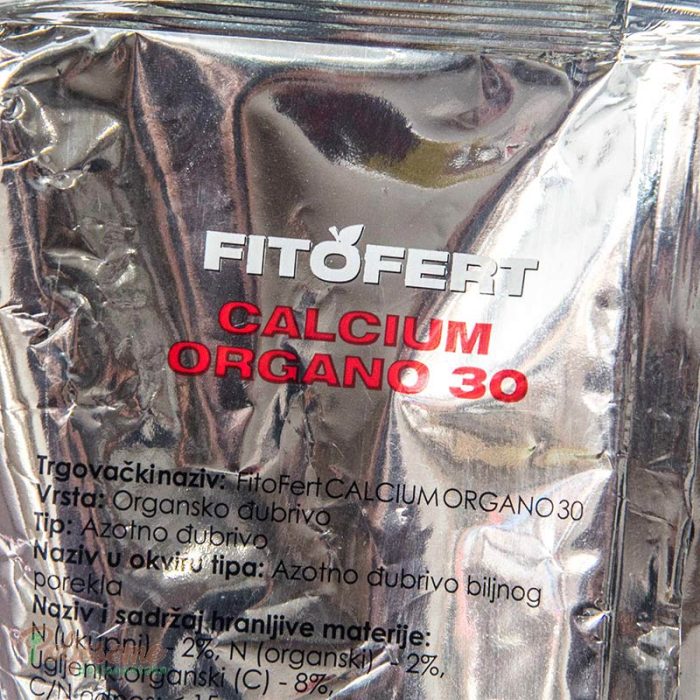 FITOFERT
CALCIUM
ORGANO 30
Trgovački naziv: FitoFert CALCIUM ORGANO 30
Vrsta: Organsko đubrivo
Tip: Azotno đubrivo
Naziv u okviru tipa: Azotno đubrivo biljnog
porekla
Naziv i sadržaj hranljive materije:
N (ukupni) - 2%, N (organski) - 2%,
Ugljenik organski (C) - 8%,
C/N